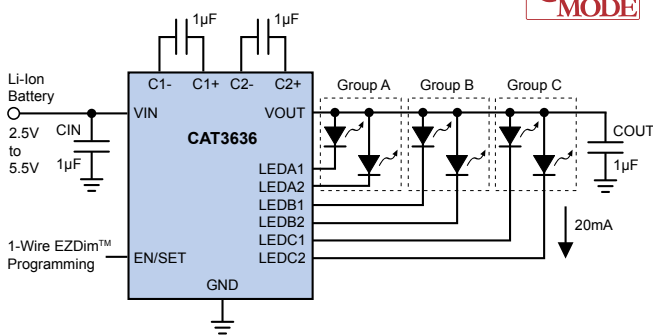 MODE
1µF
1µF
C1-
C1+
C2-
C2+
Li-Ion
Battery
VIN
2.5V
to
5.5V
CIN
1µF
CAT3636
VOUT
Group A
Group B
Group C
COUT
1µF
LEDA1
LEDA2
LEDB1
LEDB2
LEDC1
LEDC2
20mA
1-Wire EZDim™
Programming
EN/SET
GND